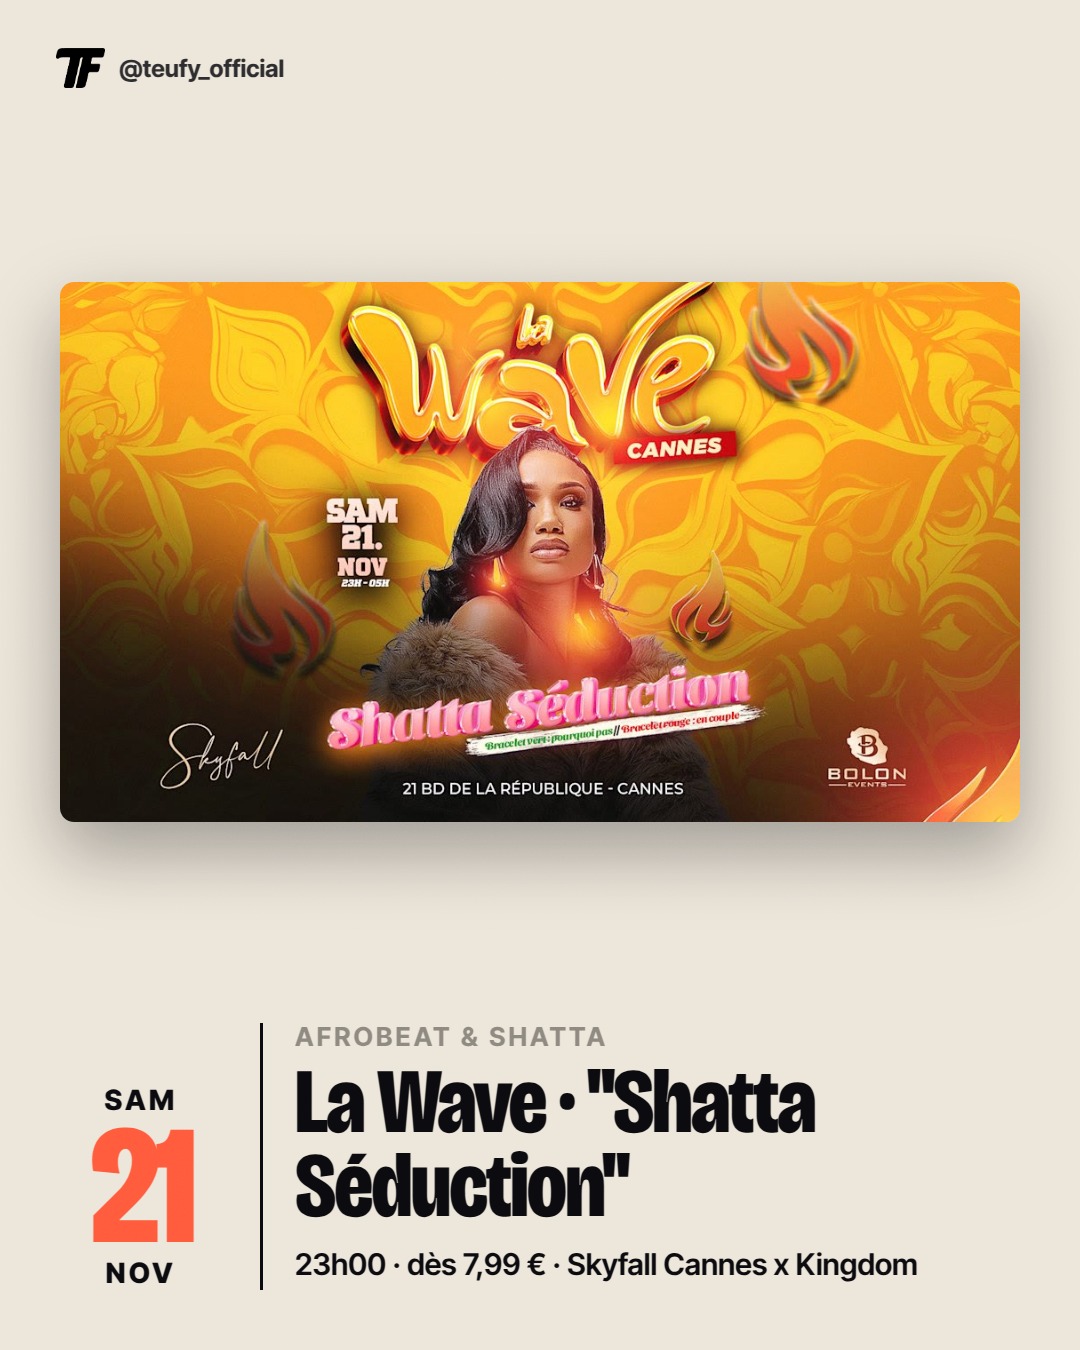 TF @teufy_official
la
wave
CANNES
SAM
21.
NOV
23H - 05H
Shatta Séduction
Bracelet vert : pourquoi pas // Bracelet rouge : en couple
Skyfall
B
BOLON
EVENTS
21 BD DE LA RÉPUBLIQUE - CANNES
AFROBEAT & SHATTA
La Wave · "Shatta
Séduction"
SAM
21
NOV
23h00 · dès 7,99 € · Skyfall Cannes x Kingdom